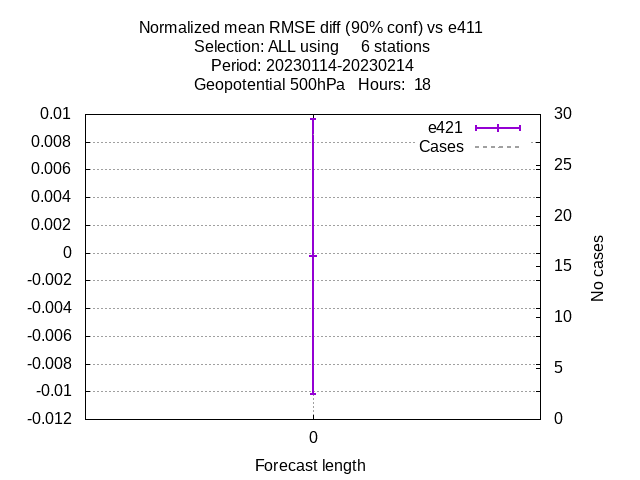 Normalized mean RMSE diff (90% conf) vs e411
Selection: ALL using     6 stations
Period: 20230114-20230214
Geopotential 500hPa   Hours:  18
0.01
0.008
0.006
0.004
0.002
0
-0.002
-0.004
-0.006
-0.008
-0.01
-0.012
e421
Cases
30
25
20
15
10
5
0
No cases
0
Forecast length